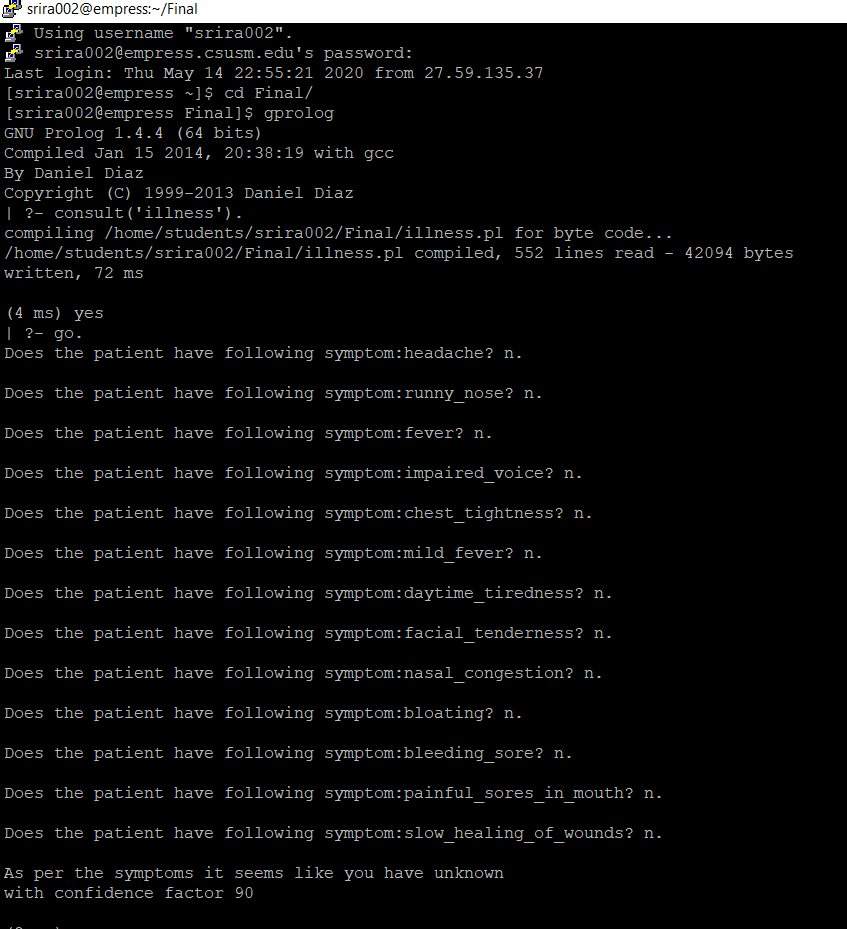 srira002@empress:~/Final
Using username "srira002".
srira002@empress.csusm.edu's password:
Last login: Thu May 14 22:55:21 2020 from 27.59.135.37
[srira002@empress ~]$ cd Final/
[srira002@empress Final]$ gprolog
GNU Prolog 1.4.4 (64 bits)
Compiled Jan 15 2014, 20:38:19 with gcc
By Daniel Diaz
Copyright (C) 1999-2013 Daniel Diaz
| ?- consult('illness').
compiling /home/students/srira002/Final/illness.pl for byte code...
/home/students/srira002/Final/illness.pl compiled, 552 lines read - 42094 bytes
written, 72 ms
(4 ms) yes
| ?- go.
Does the patient have following symptom:headache? n.
Does the patient have following symptom:runny_nose? n.
Does the patient have following symptom:fever? n.
Does the patient have following symptom:impaired_voice? n.
Does the patient have following symptom:chest_tightness? n.
Does the patient have following symptom:mild_fever? n.
Does the patient have following symptom:daytime_tiredness? n.
Does the patient have following symptom:facial_tenderness? n.
Does the patient have following symptom:nasal_congestion? n.
Does the patient have following symptom:bloating? n.
Does the patient have following symptom:bleeding_sore? n.
Does the patient have following symptom:painful_sores_in_mouth? n.
Does the patient have following symptom:slow_healing_of_wounds? n.
As per the symptoms it seems like you have unknown
with confidence factor 90